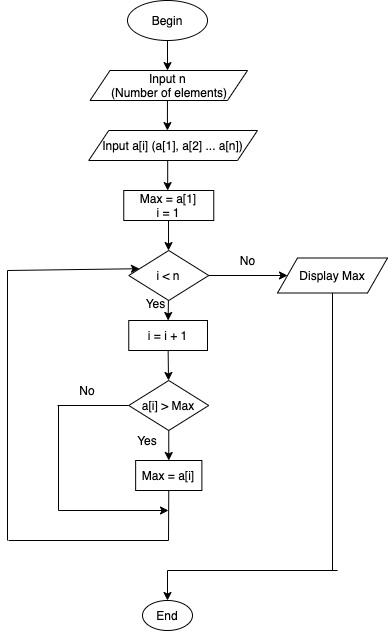 Begin
Input n
(Number of elements)
Input a[i] (a[1], a[2] ... a[n])
Max = a[1]
i = 1
i < n
No
Display Max
Yes
i = i + 1
No
a[i] > Max
Yes
Max = a[i]
End